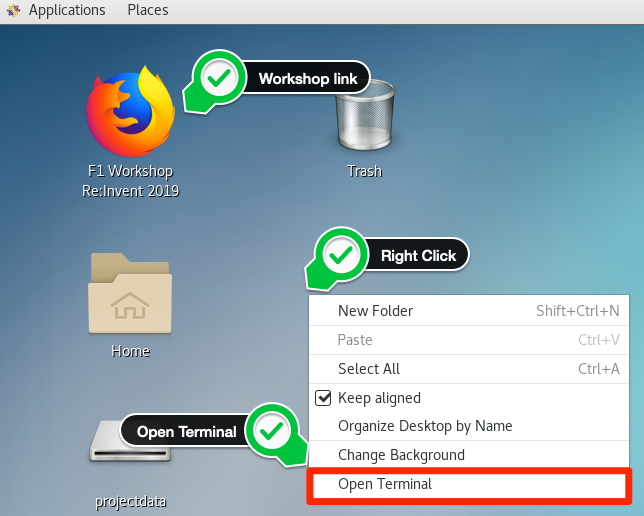 Applications Places
Workshop link
F1 Workshop
Re:Invent 2019
Trash
Right Click
Home
New Folder Shift+Ctrl+N
Paste Ctrl+V
Select All Ctrl+A
Keep aligned
Organize Desktop by Name
Change Background
Open Terminal
Open Terminal
projectdata